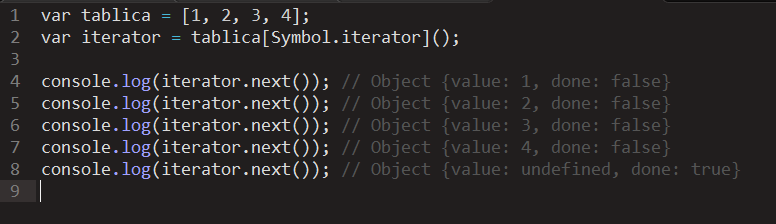 1 var tablica = [1, 2, 3, 4];
2 var iterator = tablica[Symbol.iterator]();
3
4 console.log(iterator.next()); // Object {value: 1, done: false}
5 console.log(iterator.next()); // Object {value: 2, done: false}
6 console.log(iterator.next()); // Object {value: 3, done: false}
7 console.log(iterator.next()); // Object {value: 4, done: false}
8 console.log(iterator.next()); // Object {value: undefined, done: true}
9